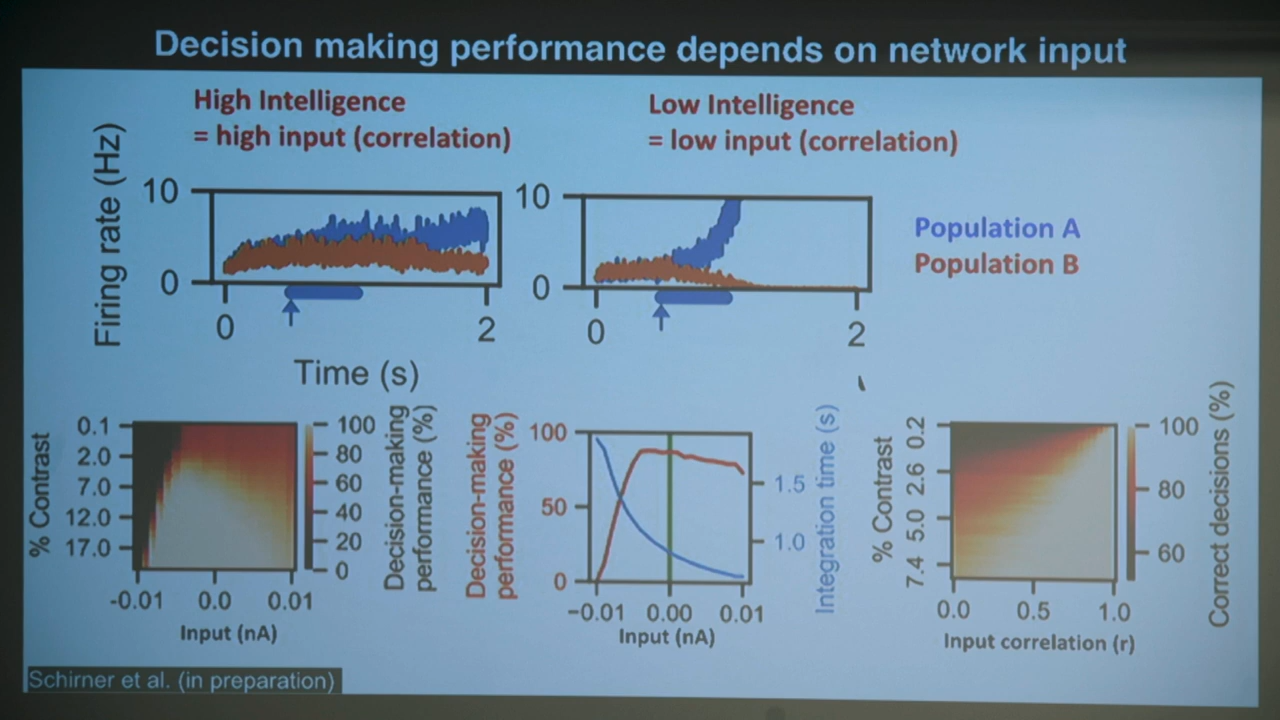 Decision making performance depends on network input
High Intelligence
= high input (correlation)
Low Intelligence
= low input (correlation)
Firing rate (Hz)
10
0
0
2
Time (s)
10
0
0
2
Population A
Population B
% Contrast
0.1
2.0
7.0
12.0
17.0
-0.01
0.0
0.01
Input (nA)
100
80
60
40
20
0
Decision-making
performance (%)
Decision-making
performance (%)
100
50
0
−0.01
0.00
0.01
Input (nA)
1.5
1.0
Integration time (s)
% Contrast
0.2
2.6
5.0
7.4
0.0
0.5
1.0
Input correlation (r)
100
80
60
Correct decisions (%)
Schirner et al. (in preparation)